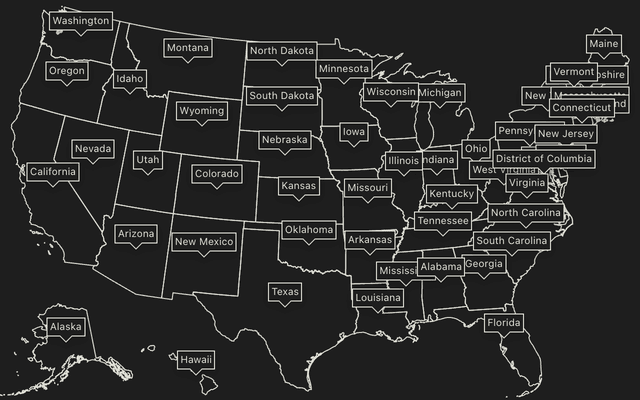 Washington
Maine
Montana
North Dakota
Oregon
Idaho
Minnesota
Vermont
shire
Wisconsin
Michigan
South Dakota
New
Connecticut
Wyoming
Iowa
Pennsy
New Jersey
Nebraska
Nevada
Utah
Ohio
Illinois
ndiana
District of Columbia
California
Colorado
West Virginia
Kansas
Missouri
Kentucky
Virginia
North Carolina
Tennessee
Oklahoma
Arizona
New Mexico
Arkansas
South Carolina
Mississi
Alabama
Georgia
Texas
Louisiana
Florida
Alaska
Hawaii